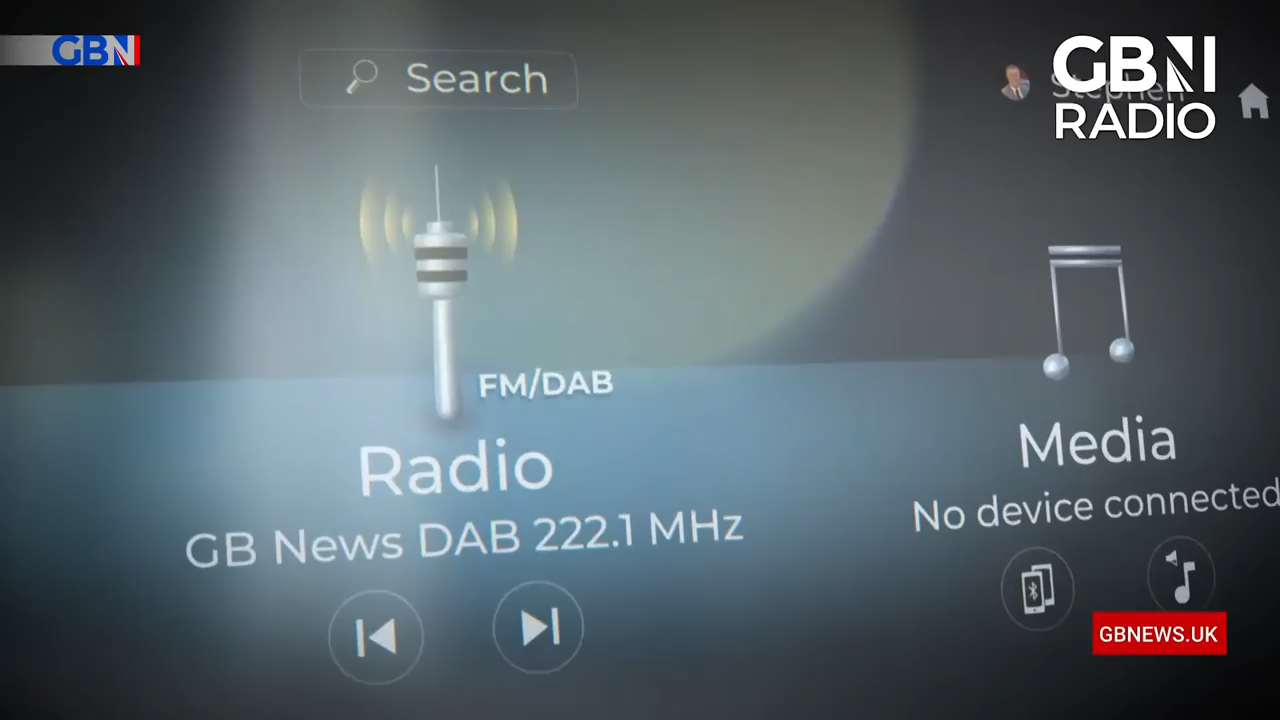 GBN
Search
Stephen
GBN
RADIO
FM/DAB
Radio
GB News DAB 222.1 MHz
Media
No device connected
GBNEWS.UK